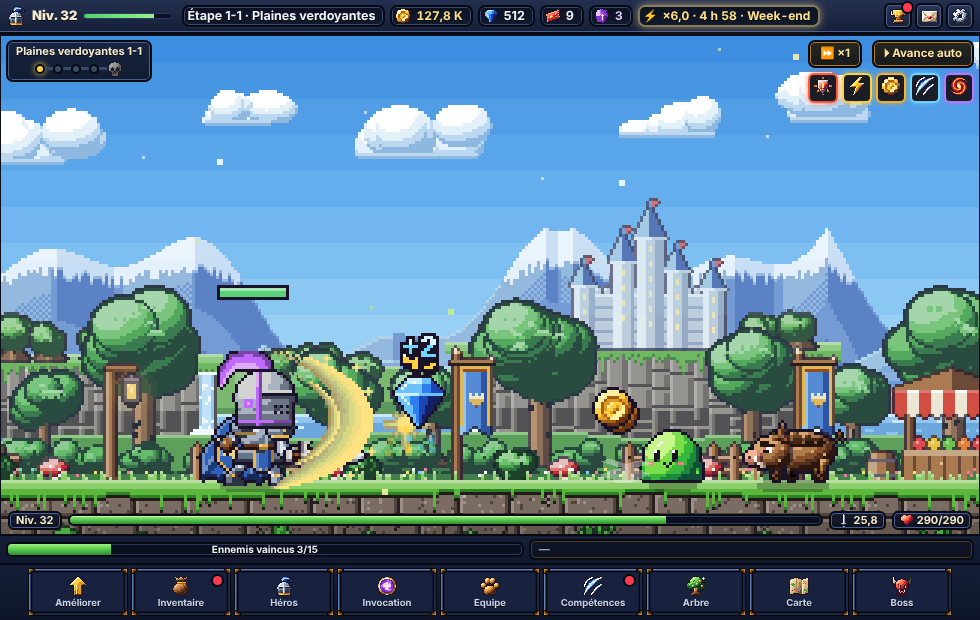 Niv. 32
Étape 1-1 · Plaines verdoyantes
127,8 K
512
9
3
×6,0 · 4 h 58 · Week-end
Plaines verdoyantes 1-1
×1
Avance auto
+2
Niv. 32
25,8
290/290
Ennemis vaincus 3/15
—
Améliorer
Inventaire
Héros
Invocation
Equipe
Compétences
Arbre
Carte
Boss